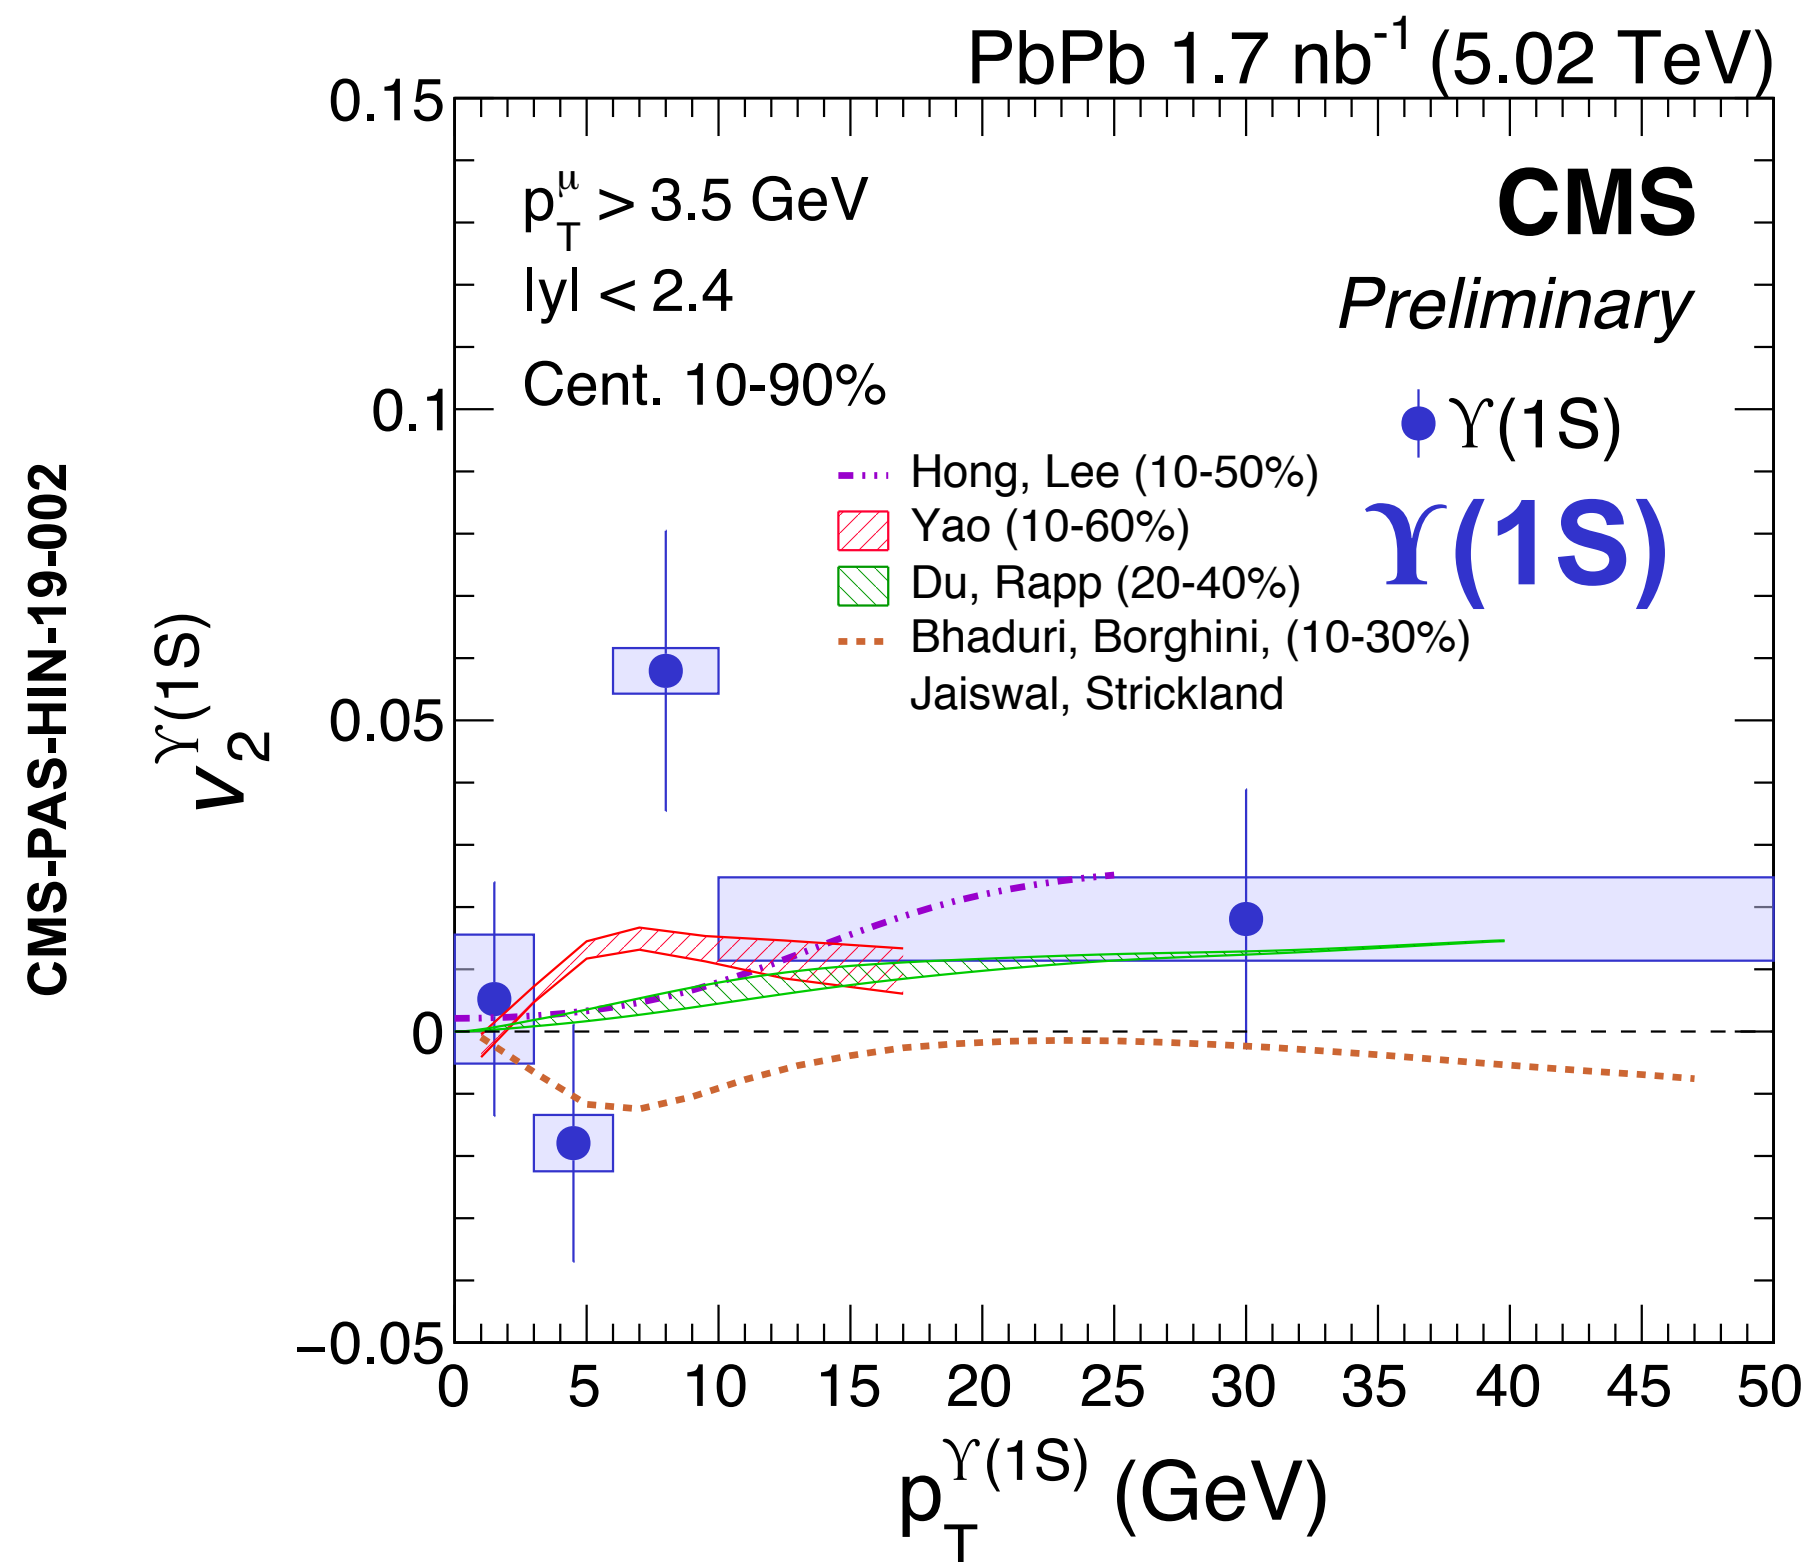 PbPb 1.7 nb⁻¹ (5.02 TeV)
0.15
p_T^μ > 3.5 GeV
CMS
|y| < 2.4
Preliminary
Cent. 10-90%
0.1
ϒ(1S)
Hong, Lee (10-50%)
Yao (10-60%)
ϒ(1S)
Du, Rapp (20-40%)
Bhaduri, Borghini, (10-30%)
Jaiswal, Strickland
CMS-PAS-HIN-19-002
v_2^ϒ(1S)
0.05
0
−0.05
0 5 10 15 20 25 30 35 40 45 50
p_T^ϒ(1S) (GeV)